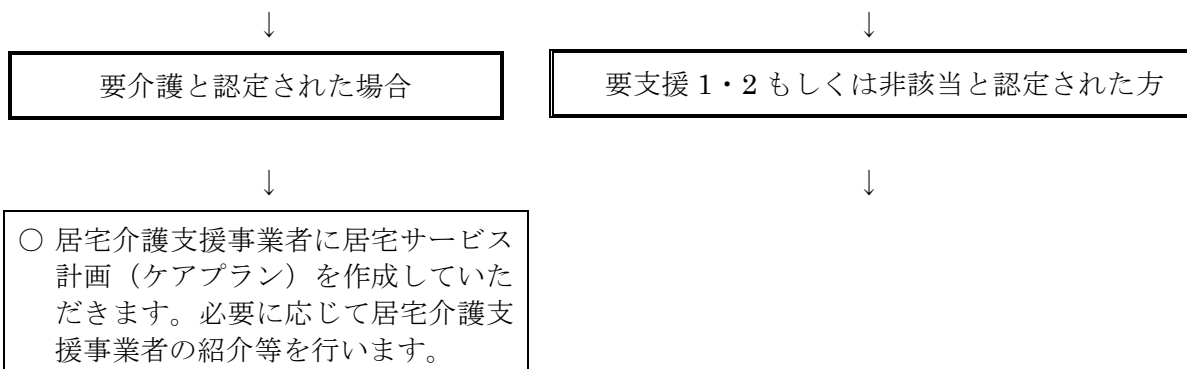 ↓ ↓
要介護と認定された場合
要支援 1・2 もしくは非該当と認定された方
↓ ↓
○ 居宅介護支援事業者に居宅サービス
計画（ケアプラン）を作成していた
だきます。必要に応じて居宅介護支
援事業者の紹介等を行います。